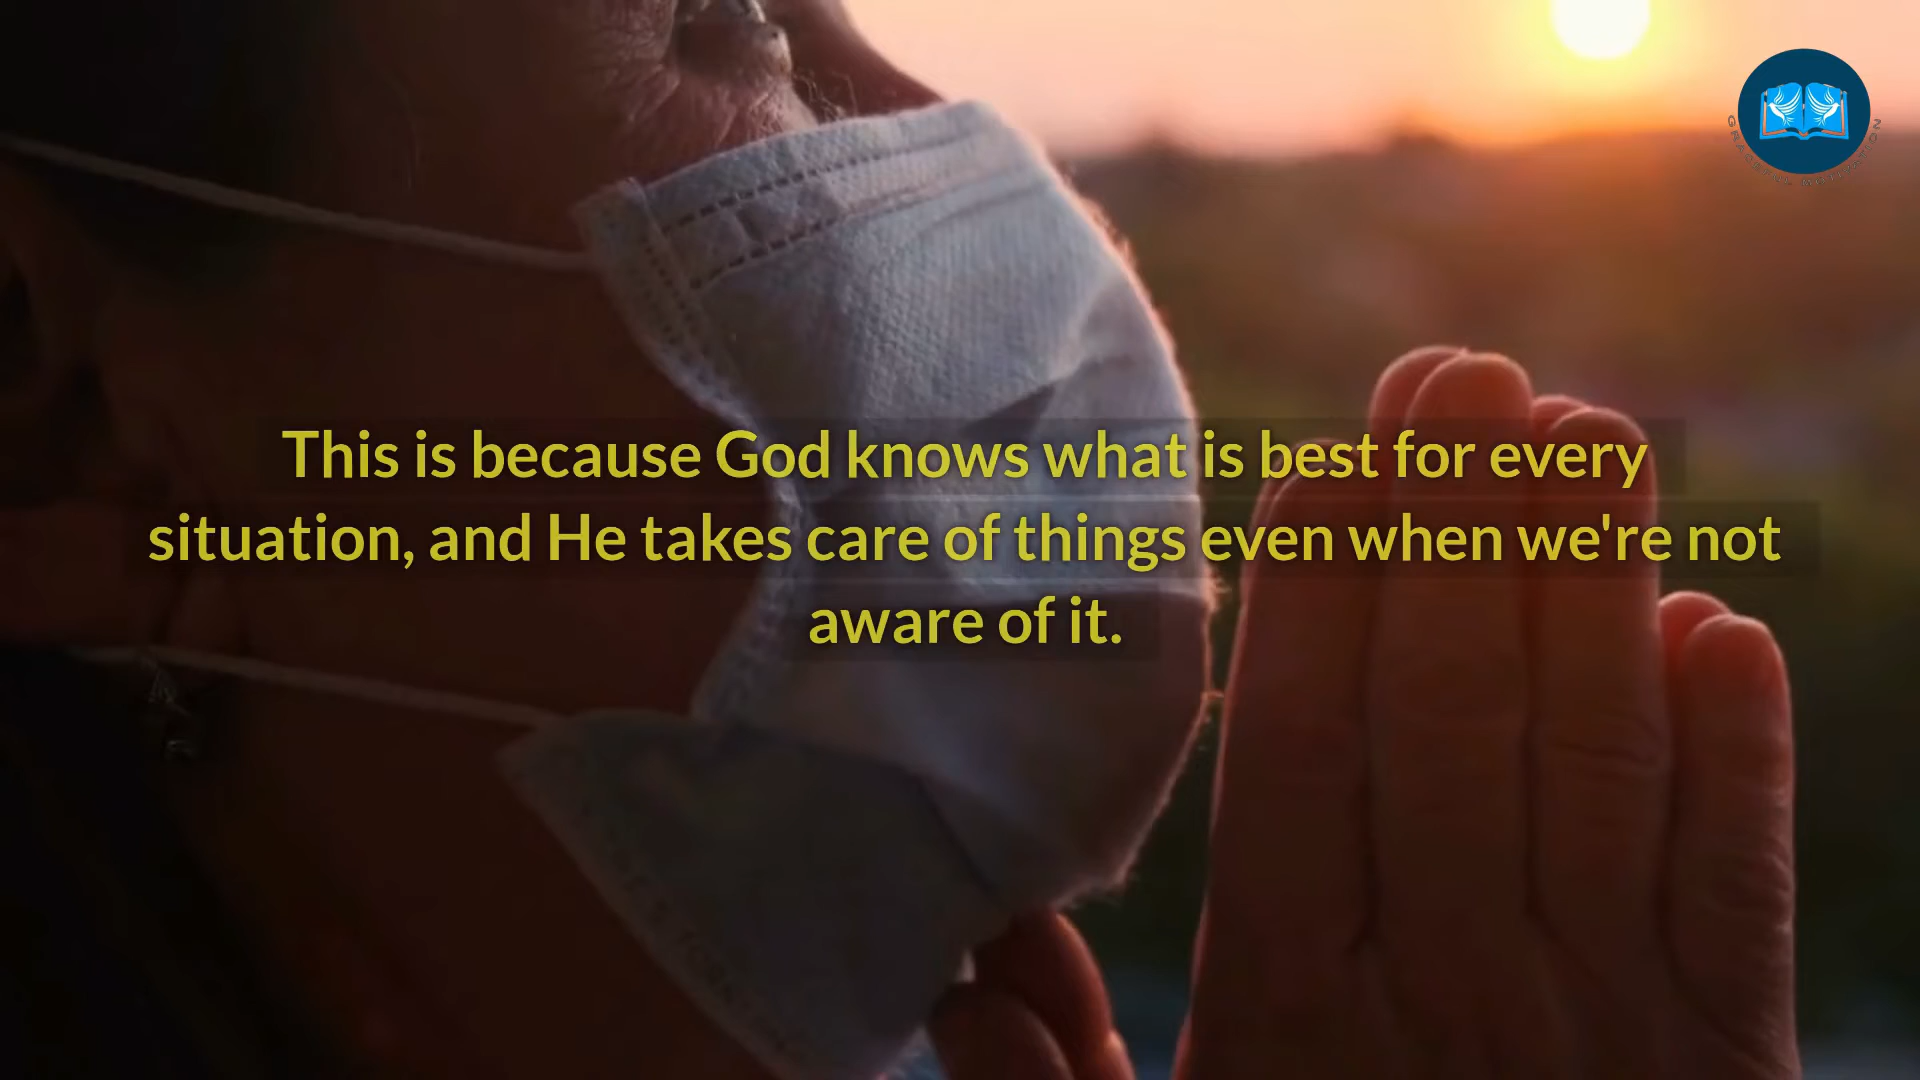 This is because God knows what is best for every
situation, and He takes care of things even when we're not
aware of it.